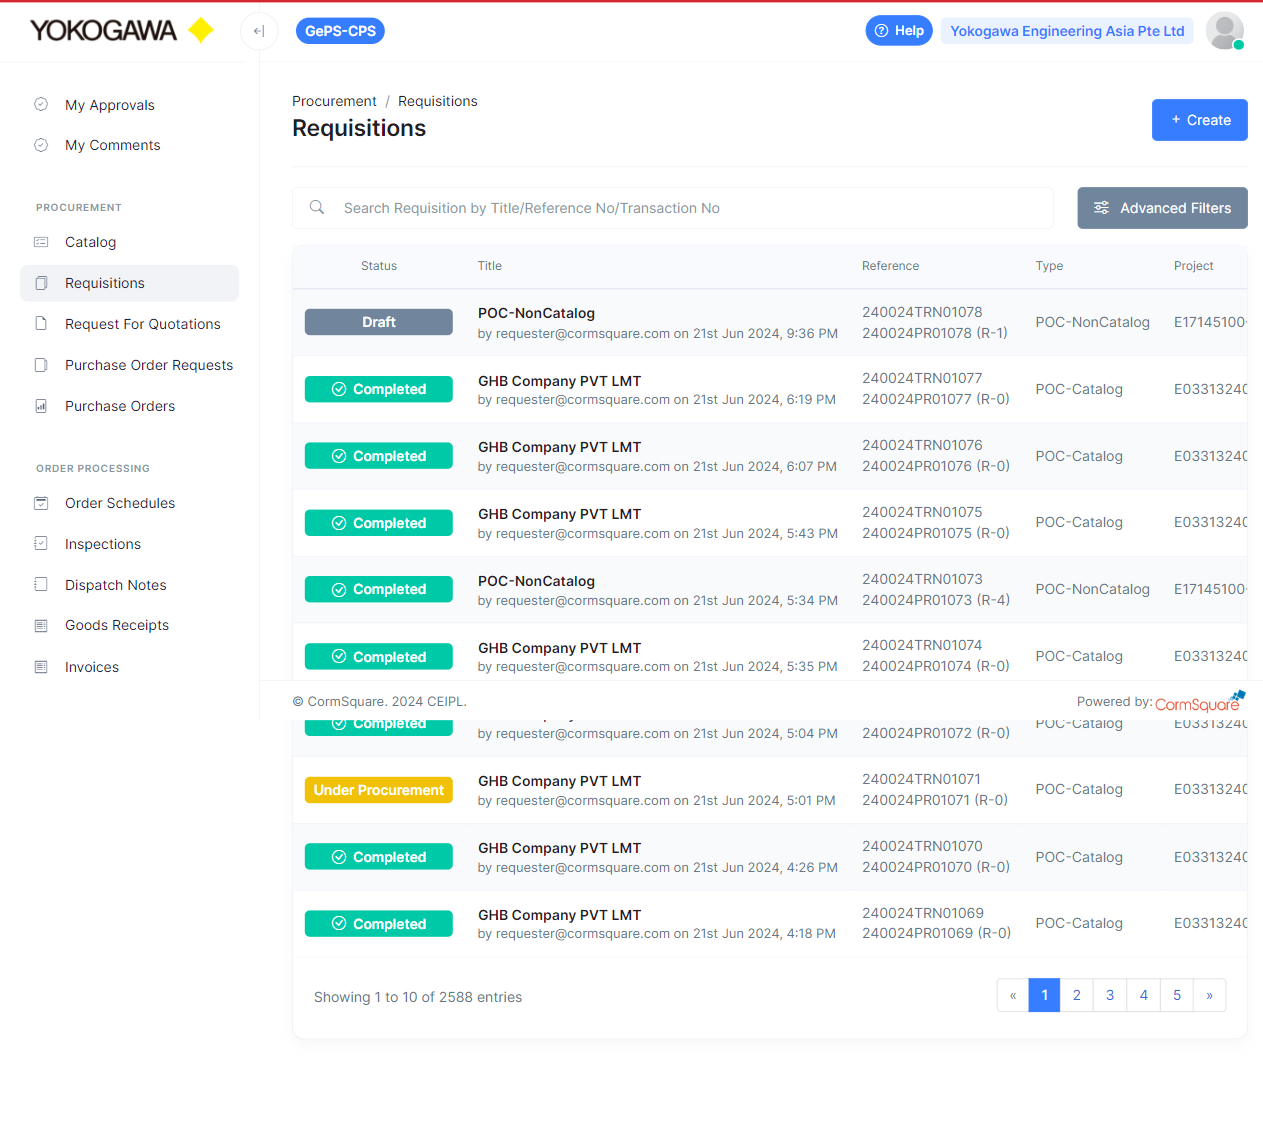 YOKOGAWA
GePS-CPS
Help
Yokogawa Engineering Asia Pte Ltd
My Approvals
My Comments
PROCUREMENT
Catalog
Requisitions
Request For Quotations
Purchase Order Requests
Purchase Orders
ORDER PROCESSING
Order Schedules
Inspections
Dispatch Notes
Goods Receipts
Invoices
Procurement / Requisitions
Requisitions
+ Create
Search Requisition by Title/Reference No/Transaction No
Advanced Filters
Status Title Reference Type Project
Draft
POC-NonCatalog
by requester@cormsquare.com on 21st Jun 2024, 9:36 PM
240024TRN01078
240024PR01078 (R-1)
POC-NonCatalog
E17145100-
Completed
GHB Company PVT LMT
by requester@cormsquare.com on 21st Jun 2024, 6:19 PM
240024TRN01077
240024PR01077 (R-0)
POC-Catalog
E0331324
Completed
GHB Company PVT LMT
by requester@cormsquare.com on 21st Jun 2024, 6:07 PM
240024TRN01076
240024PR01076 (R-0)
POC-Catalog
E0331324
Completed
GHB Company PVT LMT
by requester@cormsquare.com on 21st Jun 2024, 5:43 PM
240024TRN01075
240024PR01075 (R-0)
POC-Catalog
E0331324
Completed
POC-NonCatalog
by requester@cormsquare.com on 21st Jun 2024, 5:34 PM
240024TRN01073
240024PR01073 (R-4)
POC-NonCatalog
E17145100-
Completed
GHB Company PVT LMT
by requester@cormsquare.com on 21st Jun 2024, 5:35 PM
240024TRN01074
240024PR01074 (R-0)
POC-Catalog
E0331324
© CormSquare. 2024 CEIPL.
Powered by: CormSquare
Completed
by requester@cormsquare.com on 21st Jun 2024, 5:04 PM
240024PR01072 (R-0)
POC-Catalog
E0331324
Under Procurement
GHB Company PVT LMT
by requester@cormsquare.com on 21st Jun 2024, 5:01 PM
240024TRN01071
240024PR01071 (R-0)
POC-Catalog
E0331324
Completed
GHB Company PVT LMT
by requester@cormsquare.com on 21st Jun 2024, 4:26 PM
240024TRN01070
240024PR01070 (R-0)
POC-Catalog
E0331324
Completed
GHB Company PVT LMT
by requester@cormsquare.com on 21st Jun 2024, 4:18 PM
240024TRN01069
240024PR01069 (R-0)
POC-Catalog
E0331324
Showing 1 to 10 of 2588 entries
« 1 2 3 4 5 »